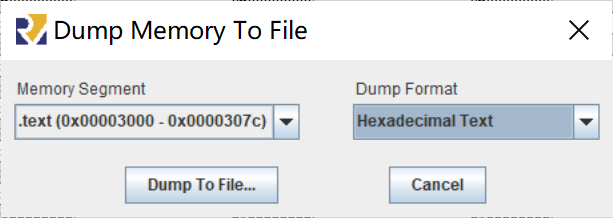 Dump Memory To File
Memory Segment
Dump Format
.text (0x00003000 - 0x0000307c)
Hexadecimal Text
Dump To File...
Cancel